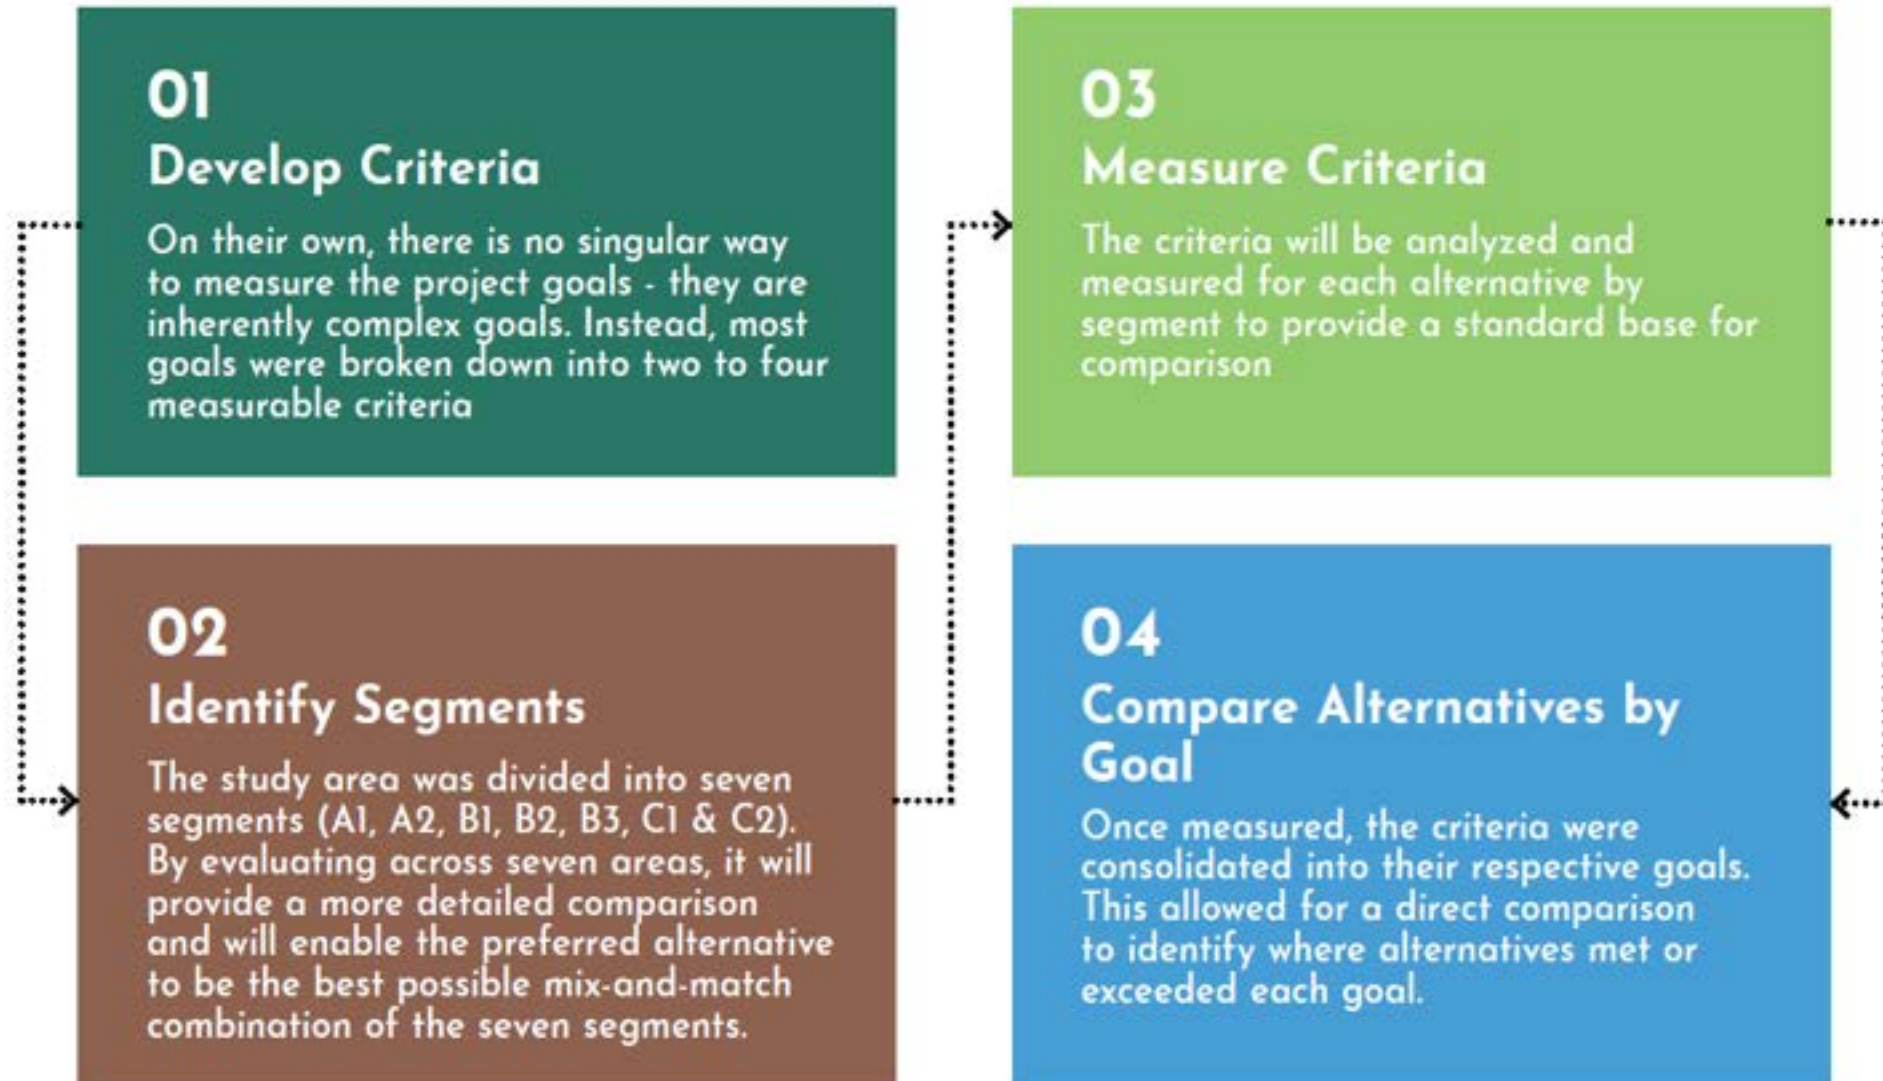 01
Develop Criteria
On their own, there is no singular way
to measure the project goals - they are
inherently complex goals. Instead, most
goals were broken down into two to four
measurable criteria
02
Identify Segments
The study area was divided into seven
segments (A1, A2, B1, B2, B3, C1 & C2).
By evaluating across seven areas, it will
provide a more detailed comparison
and will enable the preferred alternative
to be the best possible mix-and-match
combination of the seven segments.
03
Measure Criteria
The criteria will be analyzed and
measured for each alternative by
segment to provide a standard base for
comparison
04
Compare Alternatives by
Goal
Once measured, the criteria were
consolidated into their respective goals.
This allowed for a direct comparison
to identify where alternatives met or
exceeded each goal.